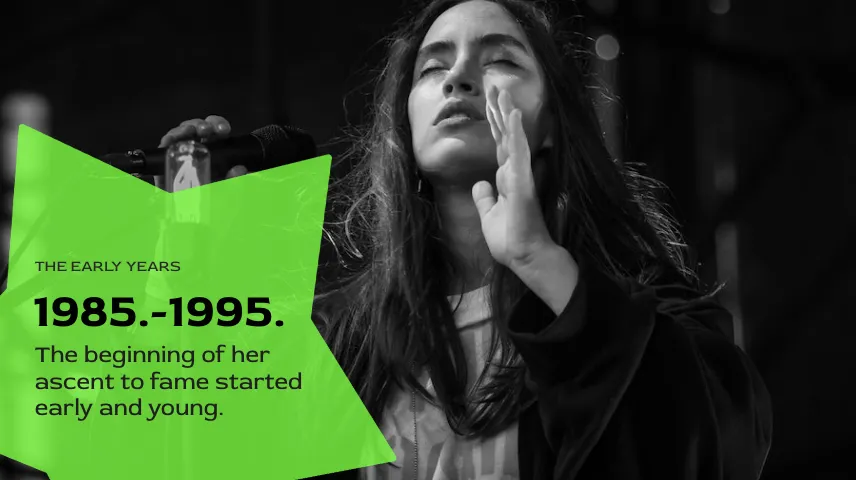 THE EARLY YEARS
1985.-1995.
The beginning of her
ascent to fame started
early and young.